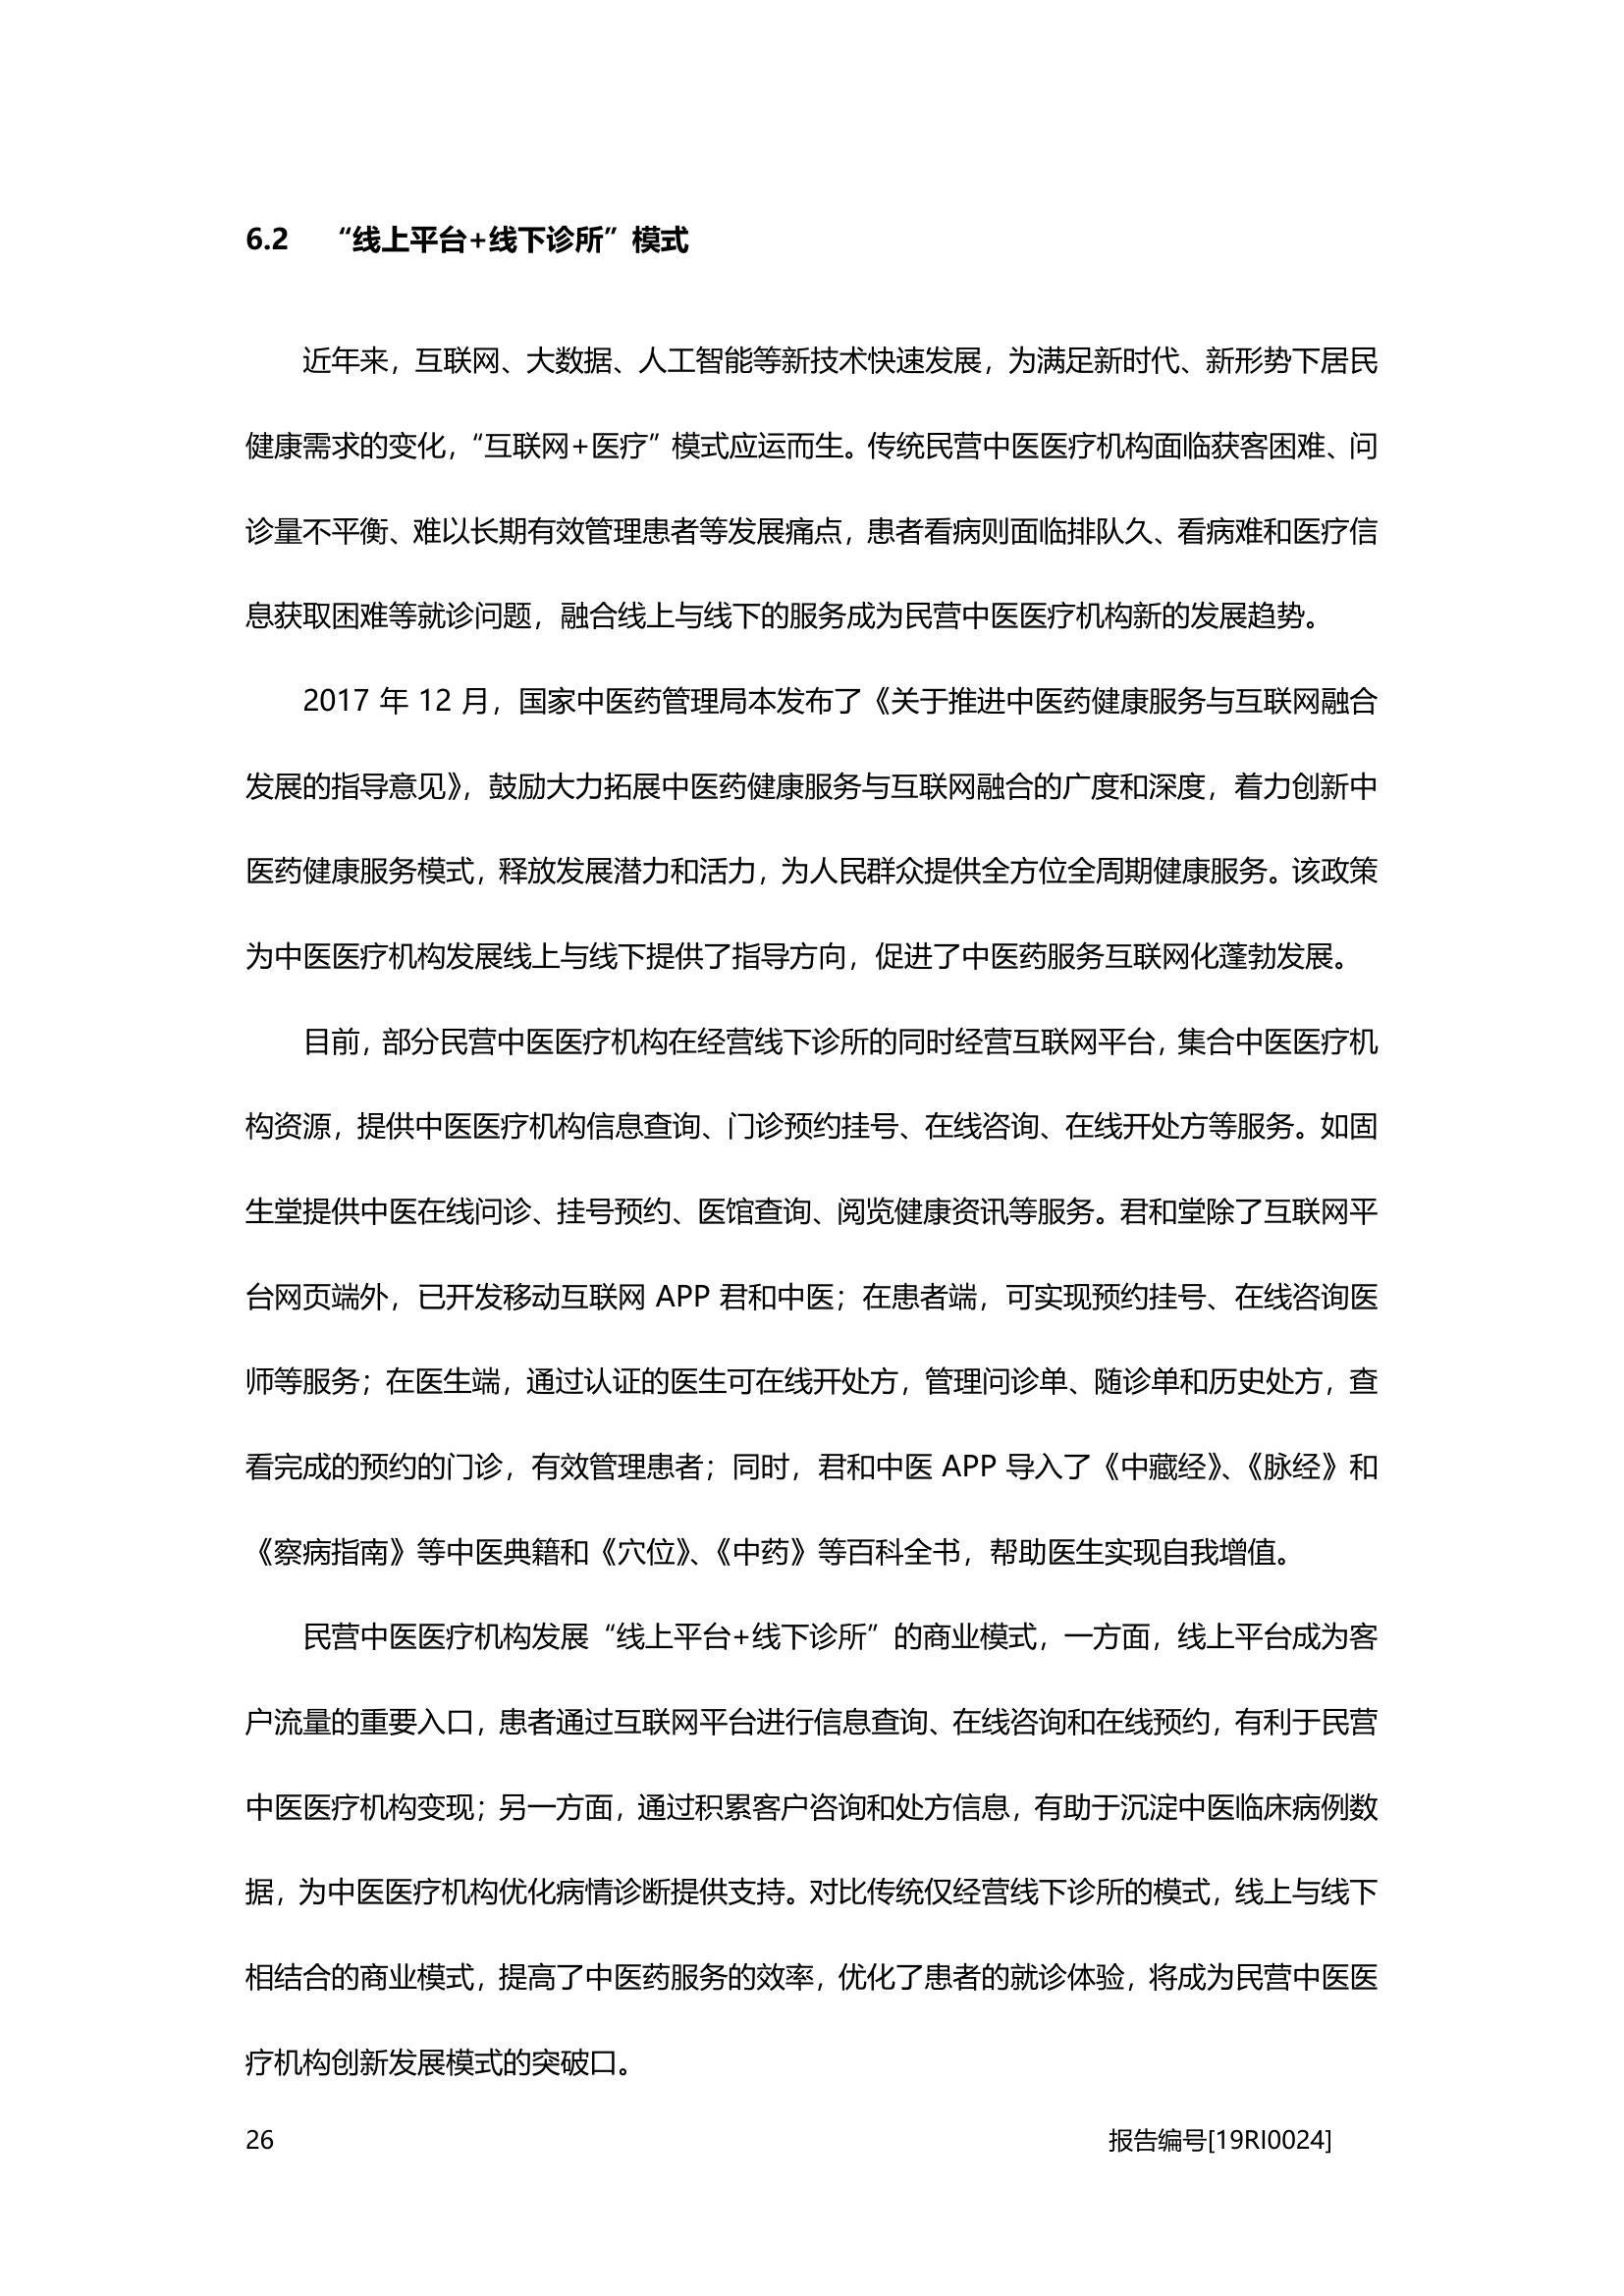 6.2 “线上平台+线下诊所”模式
近年来，互联网、大数据、人工智能等新技术快速发展，为满足新时代、新形势下居民
健康需求的变化，“互联网+医疗”模式应运而生。传统民营中医医疗机构面临获客困难、问
诊量不平衡、难以长期有效管理患者等发展痛点，患者看病则面临排队久、看病难和医疗信
息获取困难等就诊问题，融合线上与线下的服务成为民营中医医疗机构新的发展趋势。
2017 年 12 月，国家中医药管理局本发布了《关于推进中医药健康服务与互联网融合
发展的指导意见》，鼓励大力拓展中医药健康服务与互联网融合的广度和深度，着力创新中
医药健康服务模式，释放发展潜力和活力，为人民群众提供全方位全周期健康服务。该政策
为中医医疗机构发展线上与线下提供了指导方向，促进了中医药服务互联网化蓬勃发展。
目前，部分民营中医医疗机构在经营线下诊所的同时经营互联网平台，集合中医医疗机
构资源，提供中医医疗机构信息查询、门诊预约挂号、在线咨询、在线开处方等服务。如固
生堂提供中医在线问诊、挂号预约、医馆查询、阅览健康资讯等服务。君和堂除了互联网平
台网页端外，已开发移动互联网 APP 君和中医；在患者端，可实现预约挂号、在线咨询医
师等服务；在医生端，通过认证的医生可在线开处方，管理问诊单、随诊单和历史处方，查
看完成的预约的门诊，有效管理患者；同时，君和中医 APP 导入了《中藏经》、《脉经》和
《察病指南》等中医典籍和《穴位》、《中药》等百科全书，帮助医生实现自我增值。
民营中医医疗机构发展“线上平台+线下诊所”的商业模式，一方面，线上平台成为客
户流量的重要入口，患者通过互联网平台进行信息查询、在线咨询和在线预约，有利于民营
中医医疗机构变现；另一方面，通过积累客户咨询和处方信息，有助于沉淀中医临床病例数
据，为中医医疗机构优化病情诊断提供支持。对比传统仅经营线下诊所的模式，线上与线下
相结合的商业模式，提高了中医药服务的效率，优化了患者的就诊体验，将成为民营中医医
疗机构创新发展模式的突破口。
26 报告编号[19RI0024]